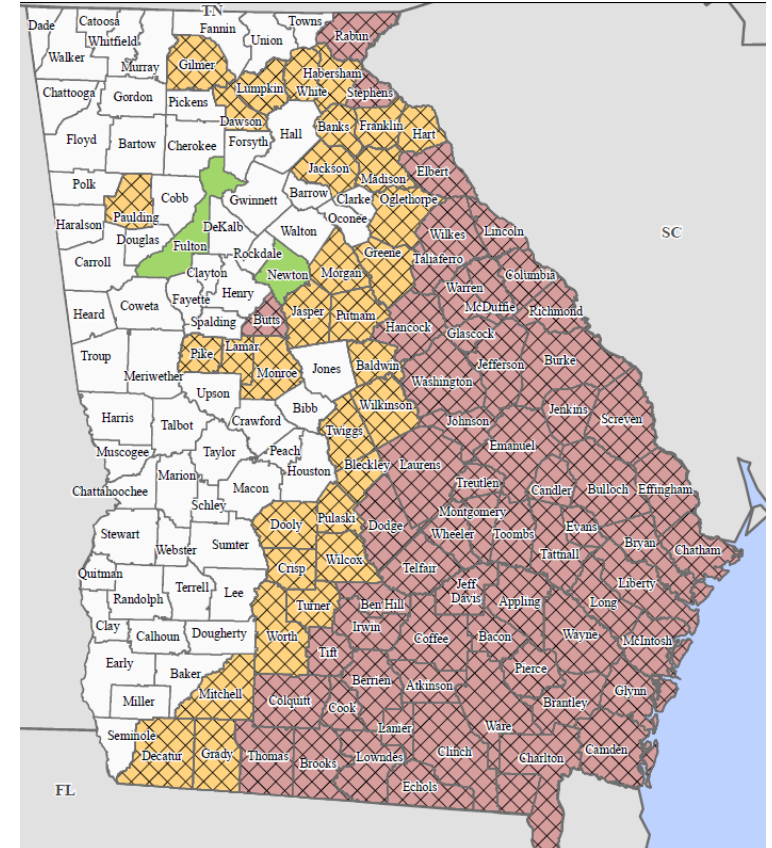 TN
Dade
Catoosa
Fannin
Towns
Rabun
Whitfield
Union
Walker
Murray
Gilmer
Habersham
Chattooga
Gordon
Pickens
Lumpkin
White
Stephens
Dawson
Floyd
Bartow
Cherokee
Forsyth
Hall
Banks
Franklin
Hart
Jackson
Madison
Elbert
Polk
Paulding
Cobb
Gwinnett
Barrow
Clarke
Oglethorpe
Haralson
Douglas
Fulton
DeKalb
Walton
Oconee
Wilkes
Lincoln
SC
Carroll
Clayton
Rockdale
Newton
Morgan
Greene
Taliaferro
Columbia
Heard
Coweta
Fayette
Henry
Jasper
Putnam
Warren
McDuffie
Richmond
Spalding
Butts
Hancock
Glascock
Troup
Meriwether
Pike
Lamar
Monroe
Jones
Baldwin
Jefferson
Burke
Upson
Bibb
Wilkinson
Washington
Harris
Talbot
Crawford
Twiggs
Johnson
Jenkins
Screven
Muscogee
Taylor
Peach
Houston
Bleckley
Laurens
Emanuel
Chattahoochee
Marion
Macon
Treutlen
Candler
Bulloch
Effingham
Schley
Dooly
Pulaski
Dodge
Montgomery
Stewart
Webster
Sumter
Wheeler
Toombs
Evans
Bryan
Chatham
Quitman
Crisp
Wilcox
Telfair
Tattnall
Randolph
Terrell
Lee
Turner
Ben Hill
Jeff
Davis
Appling
Long
Liberty
Clay
Calhoun
Dougherty
Worth
Irwin
Coffee
Bacon
Wayne
McIntosh
Early
Baker
Tift
Pierce
Miller
Mitchell
Colquitt
Berrien
Atkinson
Brantley
Glynn
Cook
Lanier
Ware
Seminole
Decatur
Grady
Thomas
Brooks
Lowndes
Clinch
Charlton
Camden
Echols
FL